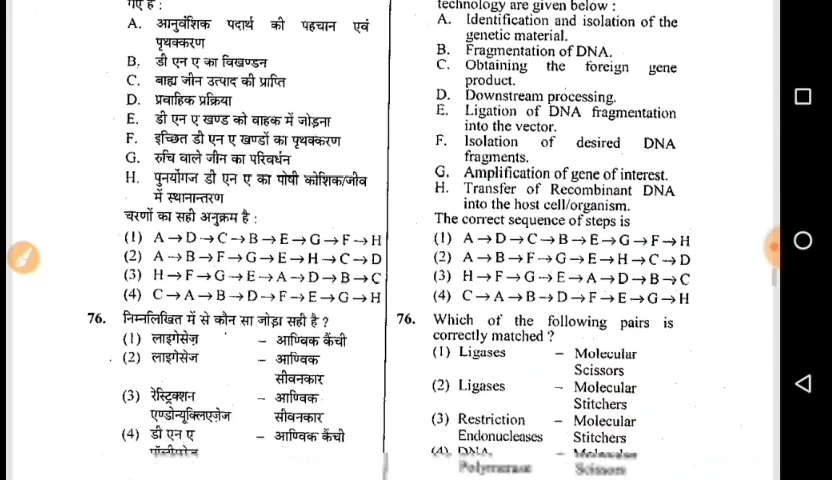 गए हैं :
A. आनुवंशिक पदार्थ की पहचान एवं
पृथक्करण
B. डी एन ए का विखण्डन
C. बाह्य जीन उत्पाद की प्राप्ति
D. प्रवाहिक प्रक्रिया
E. डी एन ए खण्ड को वाहक में जोड़ना
F. इच्छित डी एन ए खण्डों का पृथक्करण
G. रुचि वाले जीन का परिवर्धन
H. पुनर्योगज डी एन ए का पोषी कोशिका/जीव
में स्थानान्तरण
चरणों का सही अनुक्रम है :
(1) A→D→C→B→E→G→F→H
(2) A→B→F→G→E→H→C→D
(3) H→F→G→E→A→D→B→C
(4) C→A→B→D→F→E→G→H
76. निम्नलिखित में से कौन सा जोड़ा सही है ?
(1) लाइगेसेज़ – आण्विक कैंची
(2) लाइगेसेज – आण्विक
सीवनकार
(3) रेस्ट्रिक्शन – आण्विक
एण्डोन्यूक्लिएज़ेज सीवनकार
(4) डी एन ए – आण्विक कैंची
पॉलीमरेज
technology are given below :
A. Identification and isolation of the
genetic material.
B. Fragmentation of DNA.
C. Obtaining the foreign gene
product.
D. Downstream processing.
E. Ligation of DNA fragmentation
into the vector.
F. Isolation of desired DNA
fragments.
G. Amplification of gene of interest.
H. Transfer of Recombinant DNA
into the host cell/organism.
The correct sequence of steps is
(1) A→D→C→B→E→G→F→H
(2) A→B→F→G→E→H→C→D
(3) H→F→G→E→A→D→B→C
(4) C→A→B→D→F→E→G→H
76. Which of the following pairs is
correctly matched ?
(1) Ligases – Molecular
Scissors
(2) Ligases – Molecular
Stitchers
(3) Restriction – Molecular
Endonucleases Stitchers
(4) DNA – Molecular
Polymerase Scissors